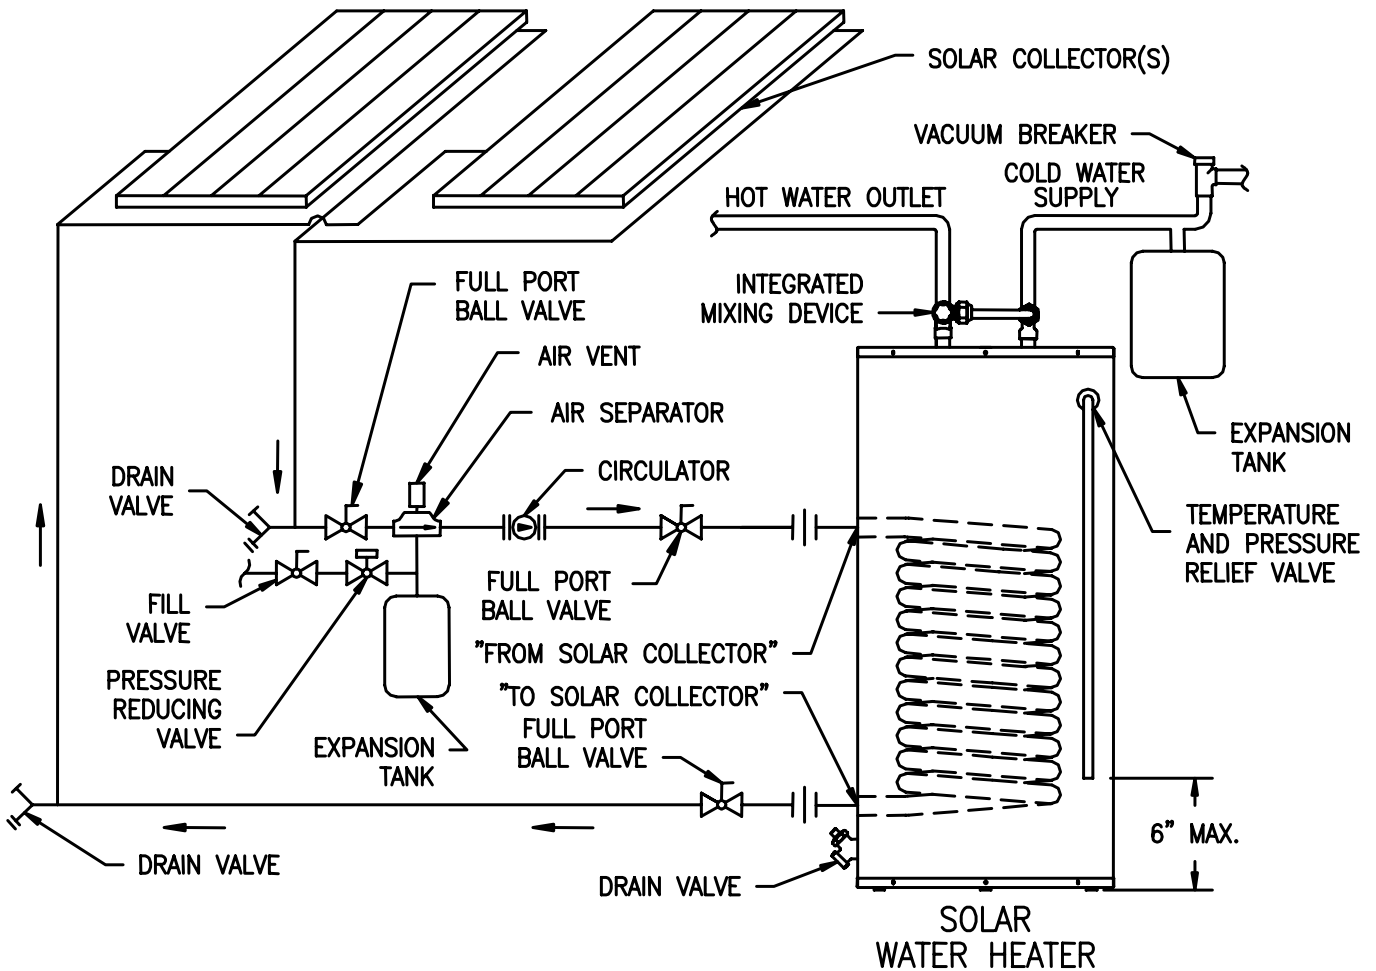 SOLAR COLLECTOR(S)
VACUUM BREAKER
COLD WATER
SUPPLY
HOT WATER OUTLET
FULL PORT
BALL VALVE
INTEGRATED
MIXING DEVICE
AIR VENT
AIR SEPARATOR
EXPANSION
TANK
CIRCULATOR
DRAIN
VALVE
TEMPERATURE
AND PRESSURE
RELIEF VALVE
FULL PORT
BALL VALVE
FILL
VALVE
"FROM SOLAR COLLECTOR"
PRESSURE
REDUCING
VALVE
"TO SOLAR COLLECTOR"
FULL PORT
BALL VALVE
EXPANSION
TANK
6" MAX.
DRAIN VALVE
DRAIN VALVE
SOLAR
WATER HEATER